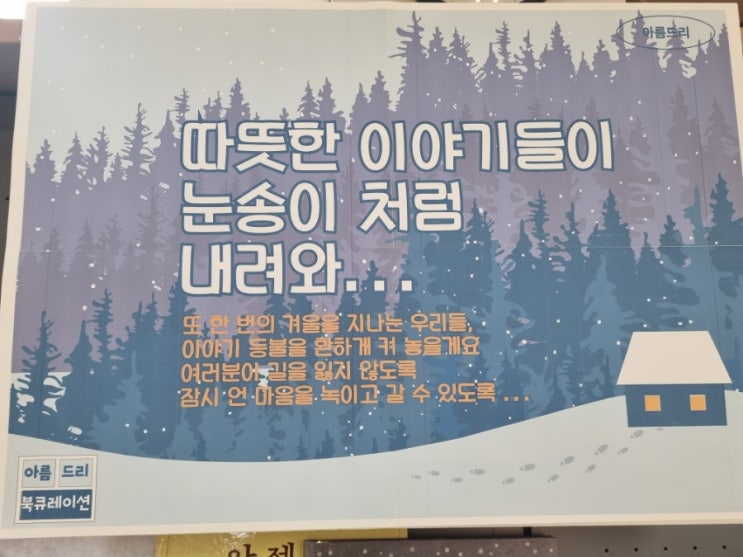 아름드리
따뜻한 이야기들이
눈송이 처럼
내려와...
또 한 번의 겨울을 지나는 우리들,
이야기 등불을 환하게 켜 놓을게요
여러분어 길을 잃지 않도록
잠시 언 마음을 녹이고 갈 수 있도록 ...
아름 드리
북큐레이션